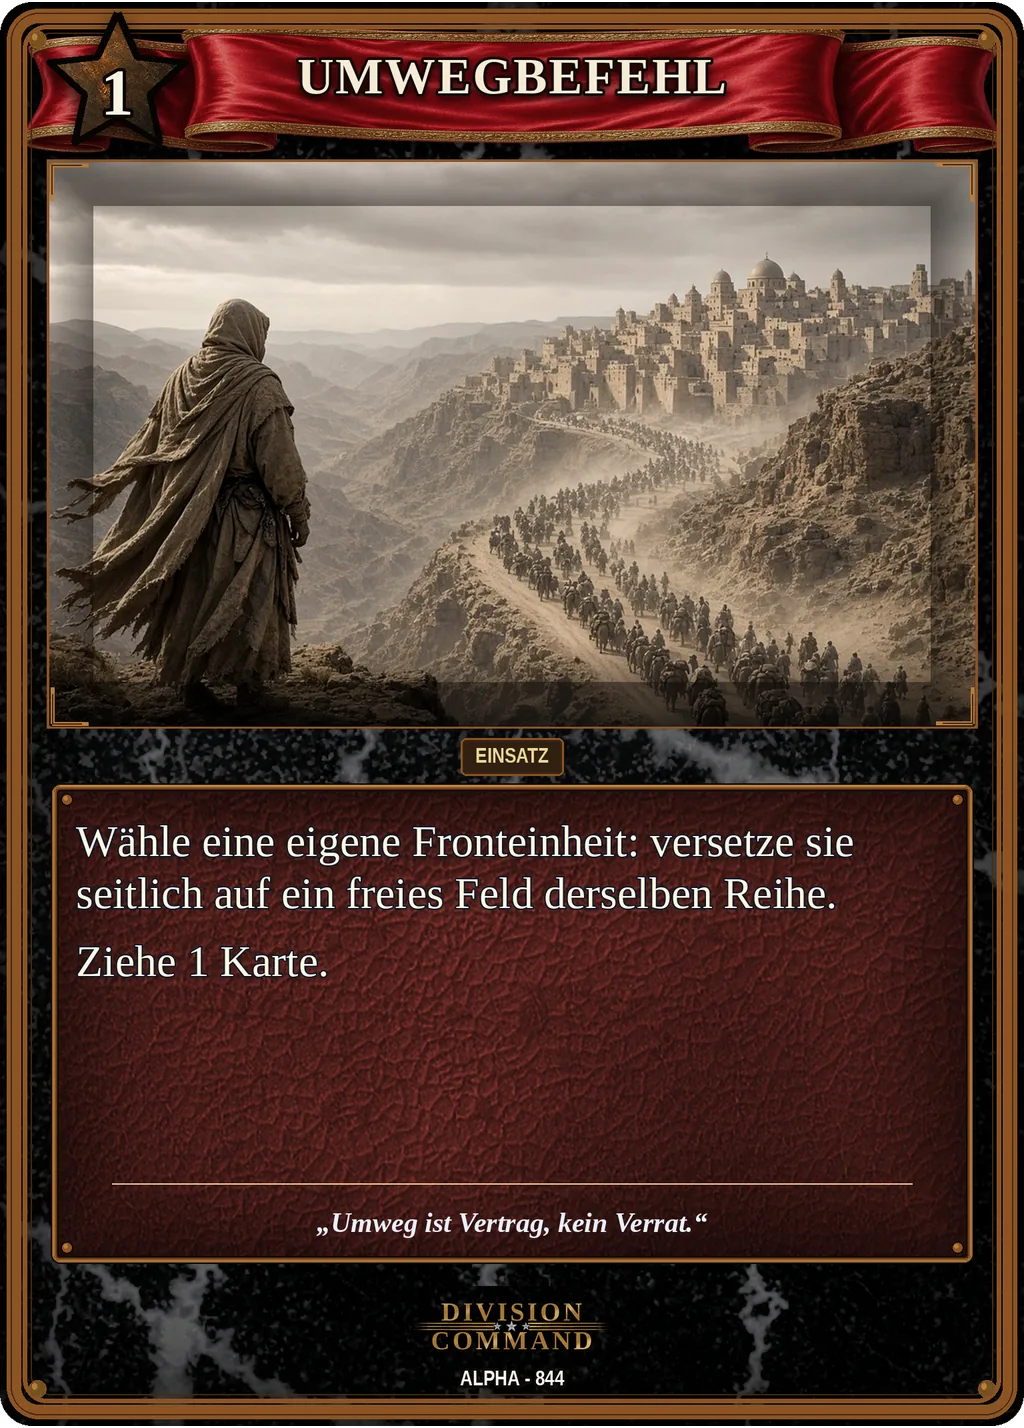 1
UMWEGBEFEHL
EINSATZ
Wähle eine eigene Fronteinheit: versetze sie
seitlich auf ein freies Feld derselben Reihe.
Ziehe 1 Karte.
„Umweg ist Vertrag, kein Verrat.“
DIVISION
COMMAND
ALPHA - 844